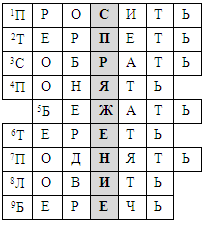 ¹П Р О С И Т Ь
²Т Е Р П Е Т Ь
³С О Б Р А Т Ь
⁴П О Н Я Т Ь
⁵Б Е Ж А Т Ь
⁶Т Е Р Е Т Ь
⁷П О Д Н Я Т Ь
⁸Л О В И Т Ь
⁹Б Е Р Е Ч Ь